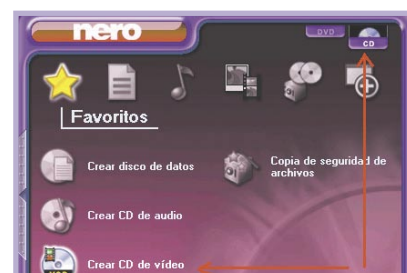 nero
DVD
CD
Favoritos
Crear disco de datos
Copia de seguridad de
archivos
Crear CD de audio
Crear CD de vídeo